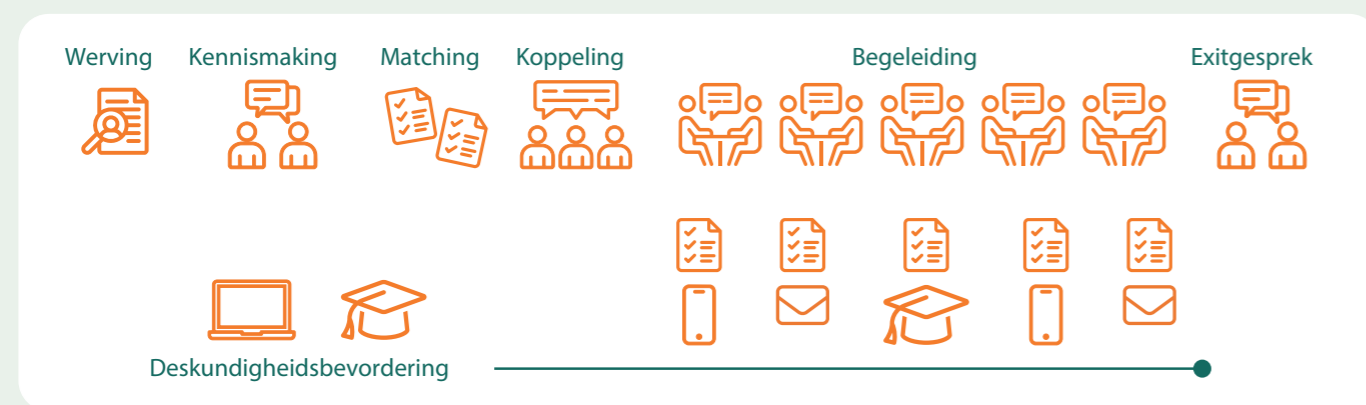 Werving Kennismaking Matching Koppeling Begeleiding Exitgesprek
Deskundigheidsbevordering